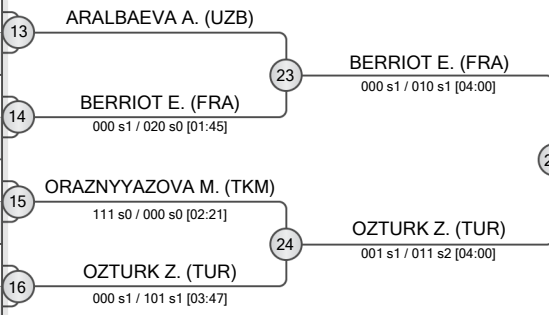 13
ARALBAEVA A. (UZB)
23
BERRIOT E. (FRA)
000 s1 / 010 s1 [04:00]
14
BERRIOT E. (FRA)
000 s1 / 020 s0 [01:45]
15
ORAZNYYAZOVA M. (TKM)
111 s0 / 000 s0 [02:21]
24
OZTURK Z. (TUR)
001 s1 / 011 s2 [04:00]
16
OZTURK Z. (TUR)
000 s1 / 101 s1 [03:47]